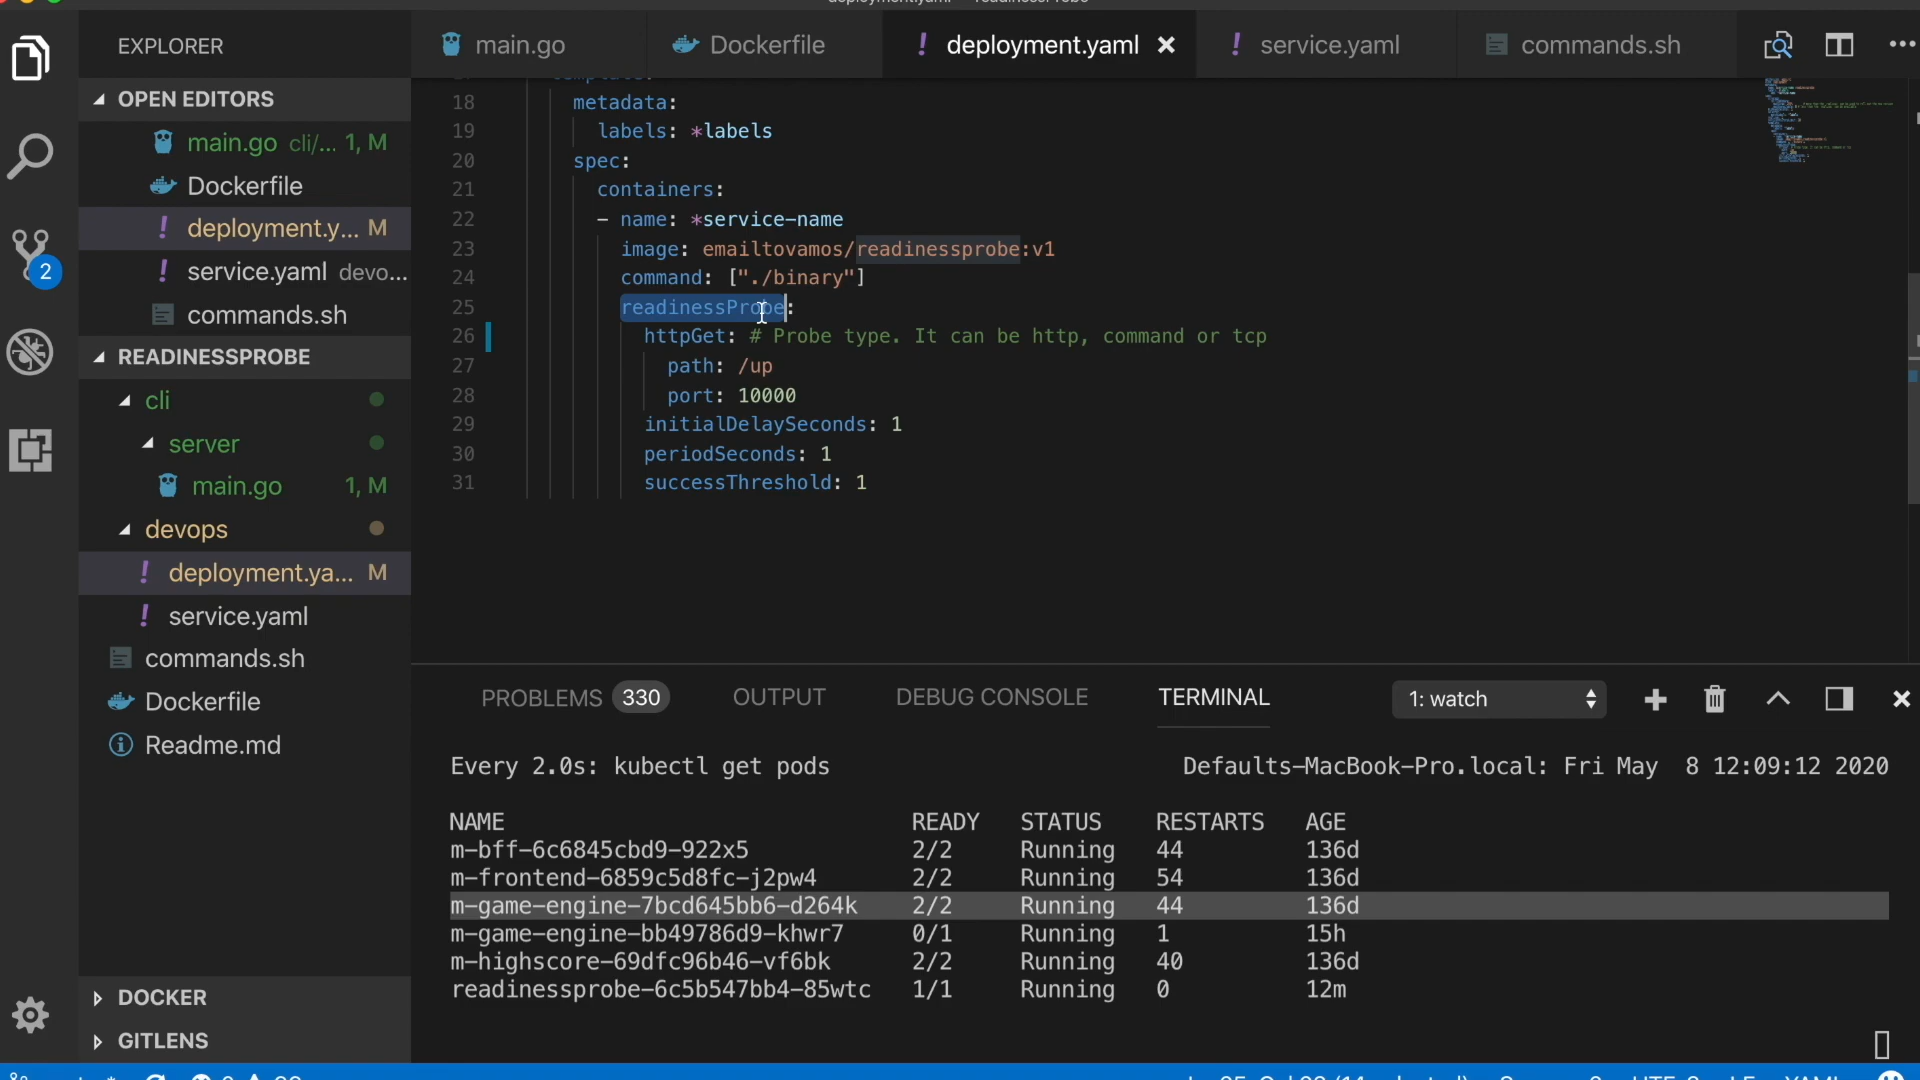 EXPLORER
OPEN EDITORS
main.go cli/... 1, M
Dockerfile
! deployment.y... M
! service.yaml devo...
commands.sh
READINESSPROBE
cli
server
main.go 1, M
devops
! deployment.ya... M
! service.yaml
commands.sh
Dockerfile
Readme.md
DOCKER
GITLENS
2
main.go Dockerfile ! deployment.yaml × ! service.yaml commands.sh
18 metadata:
19 labels: *labels
20 spec:
21 containers:
22 - name: *service-name
23 image: emailtovamos/readinessprobe:v1
24 command: ["./binary"]
25 readinessProbe:
26 httpGet: # Probe type. It can be http, command or tcp
27 path: /up
28 port: 10000
29 initialDelaySeconds: 1
30 periodSeconds: 1
31 successThreshold: 1
PROBLEMS 330 OUTPUT DEBUG CONSOLE TERMINAL 1: watch
Every 2.0s: kubectl get pods Defaults-MacBook-Pro.local: Fri May 8 12:09:12 2020
NAME READY STATUS RESTARTS AGE
m-bff-6c6845cbd9-922x5 2/2 Running 44 136d
m-frontend-6859c5d8fc-j2pw4 2/2 Running 54 136d
m-game-engine-7bcd645bb6-d264k 2/2 Running 44 136d
m-game-engine-bb49786d9-khwr7 0/1 Running 1 15h
m-highscore-69dfc96b46-vf6bk 2/2 Running 40 136d
readinessprobe-6c5b547bb4-85wtc 1/1 Running 0 12m